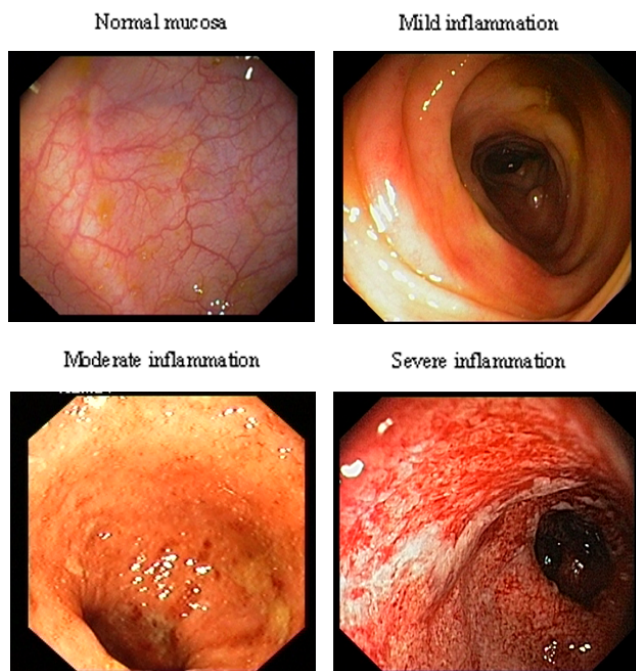 Normal mucosa
Mild inflammation
Moderate inflammation
Severe inflammation